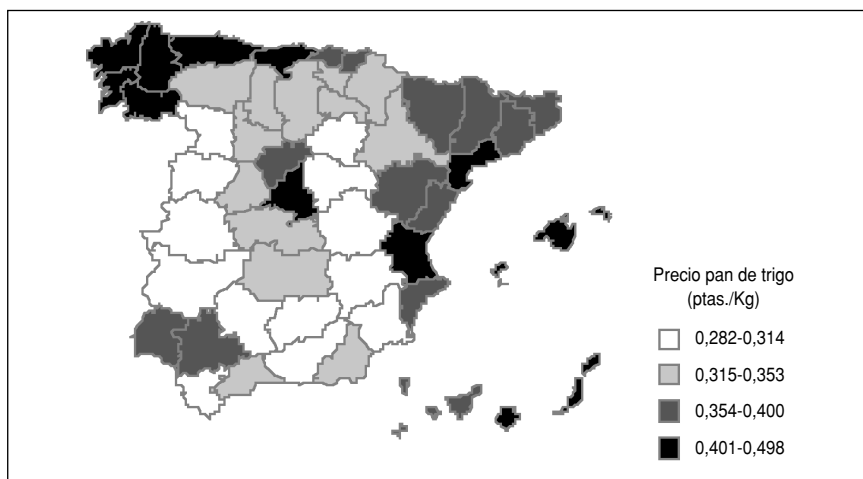 Precio pan de trigo
(ptas./Kg)
0,282-0,314
0,315-0,353
0,354-0,400
0,401-0,498